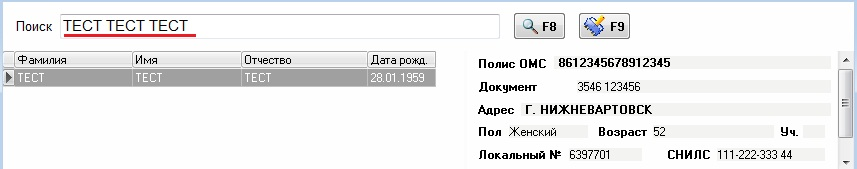 Поиск ТЕСТ ТЕСТ ТЕСТ F8 F9
Фамилия Имя Отчество Дата рожд.
ТЕСТ ТЕСТ ТЕСТ 28.01.1959
Полис ОМС 8612345678912345
Документ 3546 123456
Адрес Г. НИЖНЕВАРТОВСК
Пол Женский Возраст 52 Уч.
Локальный № 6397701 СНИЛС 111-222-333 44